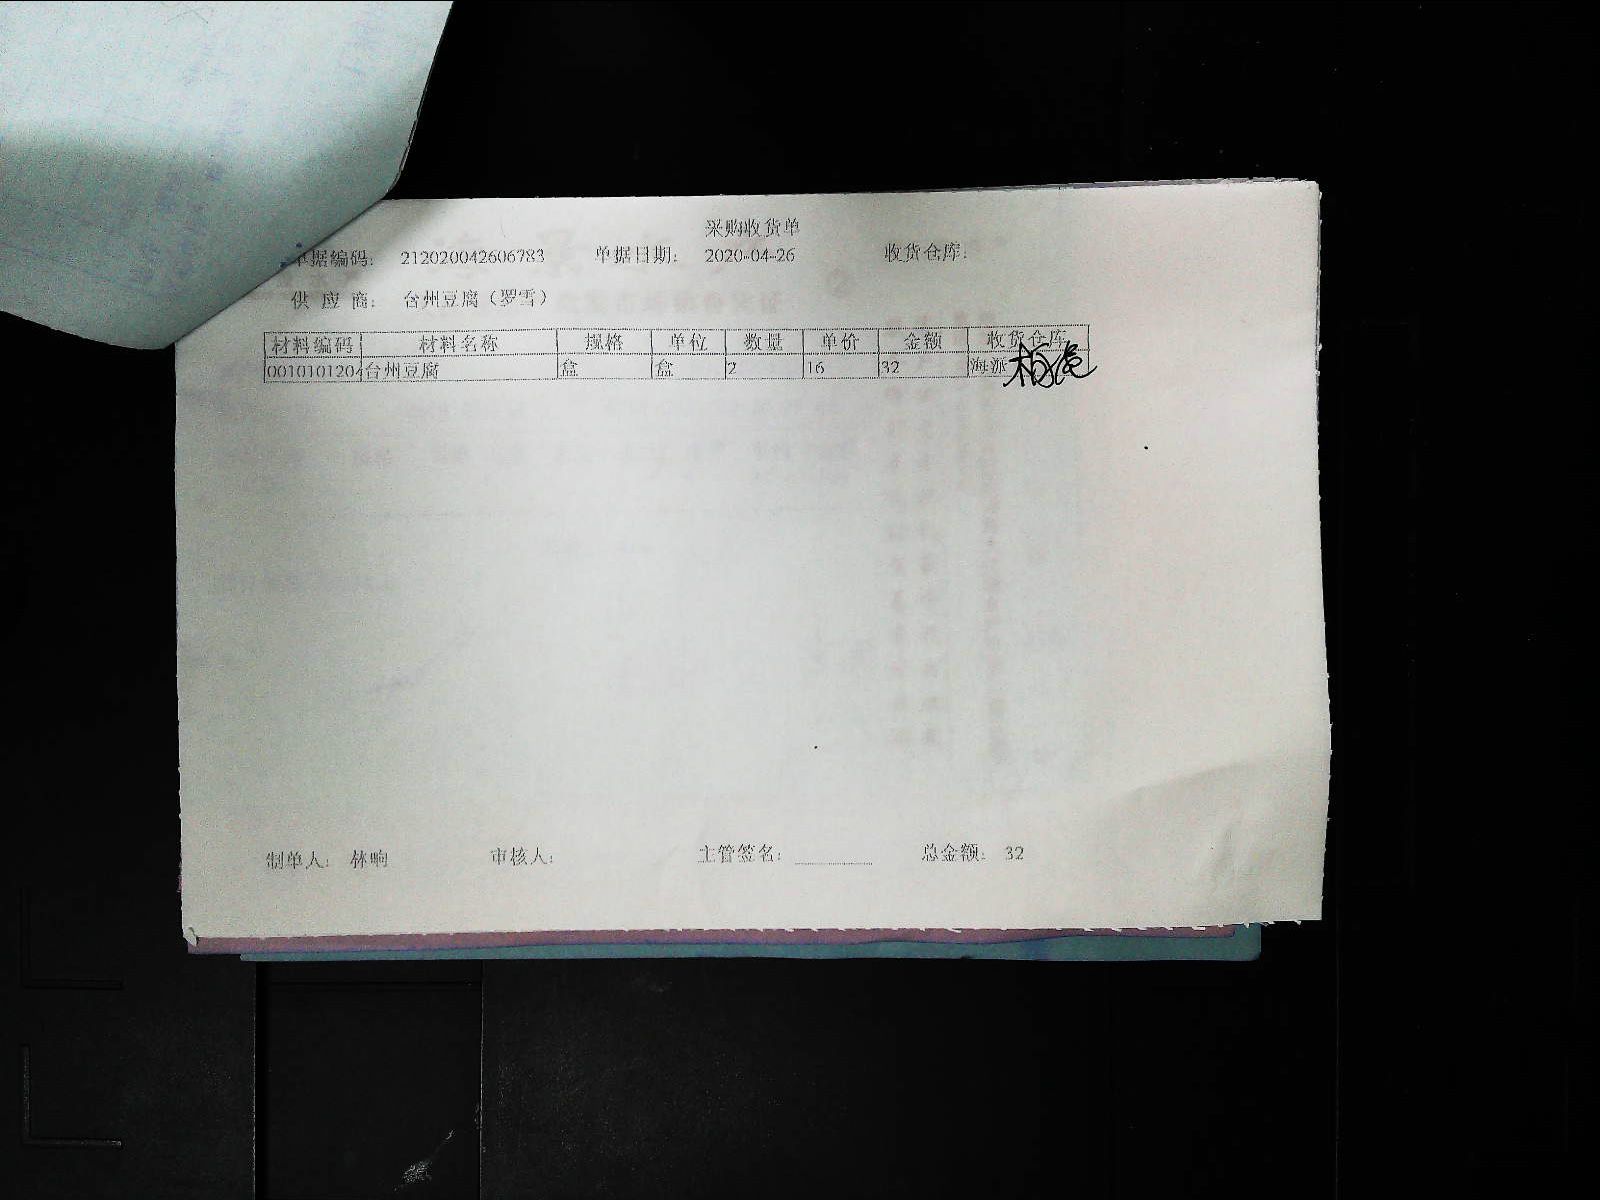 采购收货单
单据编码: 212020042606783 单据日期: 2020-04-26 收货仓库:
供 应 商: 台州豆腐（罗雪）
材料编码 材料名称 规格 单位 数量 单价 金额 收货仓库
0010101204 台州豆腐 盒 盒 2 16 32 海派
制单人: 林响 审核人: 主管签名: 总金额: 32